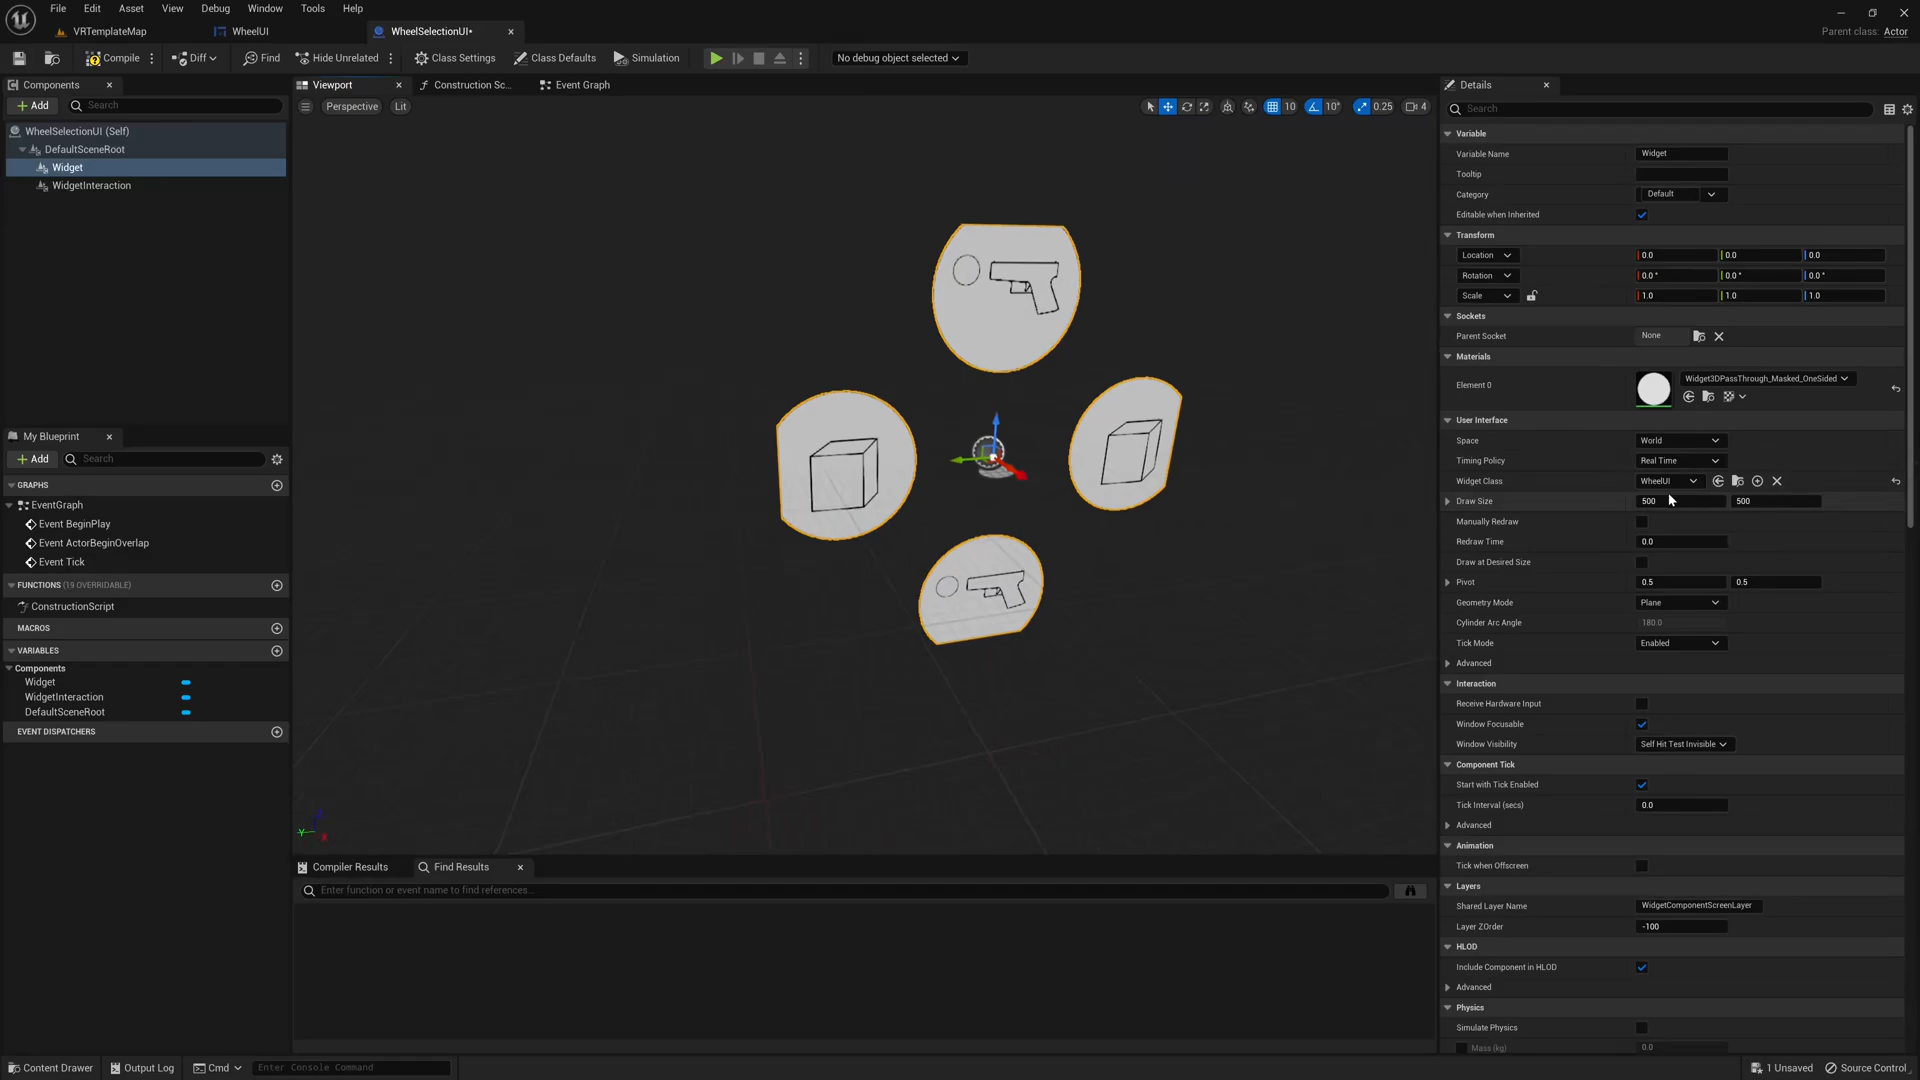 File Edit Asset View Debug Window Tools Help
VRTemplateMap WheelUI WheelSelectionUI* Parent class: Actor
Compile Diff Find Hide Unrelated Class Settings Class Defaults Simulation No debug object selected
Components
Add Search
WheelSelectionUI (Self)
DefaultSceneRoot
Widget
WidgetInteraction
My Blueprint
Add Search
GRAPHS
EventGraph
Event BeginPlay
Event ActorBeginOverlap
Event Tick
FUNCTIONS (19 OVERRIDABLE)
ConstructionScript
MACROS
VARIABLES
Components
Widget
WidgetInteraction
DefaultSceneRoot
EVENT DISPATCHERS
Viewport Construction Sc... Event Graph
Perspective Lit 10 10° 0.25 4
Y X
Compiler Results Find Results
Enter function or event name to find references...
Details
Search
Variable
Variable Name Widget
Tooltip
Category Default
Editable when Inherited
Transform
Location 0.0 0.0 0.0
Rotation 0.0 ° 0.0 ° 0.0 °
Scale 1.0 1.0 1.0
Sockets
Parent Socket None
Materials
Element 0 Widget3DPassThrough_Masked_OneSided
User Interface
Space World
Timing Policy Real Time
Widget Class WheelUI
Draw Size 500 500
Manually Redraw
Redraw Time 0.0
Draw at Desired Size
Pivot 0.5 0.5
Geometry Mode Plane
Cylinder Arc Angle 180.0
Tick Mode Enabled
Advanced
Interaction
Receive Hardware Input
Window Focusable
Window Visibility Self Hit Test Invisible
Component Tick
Start with Tick Enabled
Tick Interval (secs) 0.0
Advanced
Animation
Tick when Offscreen
Layers
Shared Layer Name WidgetComponentScreenLayer
Layer ZOrder -100
HLOD
Include Component in HLOD
Advanced
Physics
Simulate Physics
Mass (kg) 0.0
Content Drawer Output Log Cmd Enter Console Command 1 Unsaved Source Control